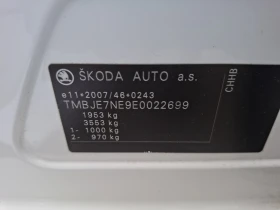 ŠKODA AUTO a.s.
e11*2007/46*0243
TMBJE7NE9E0022699
1953 kg
3553 kg
1- 1000 kg
2- 970 kg
CHHB